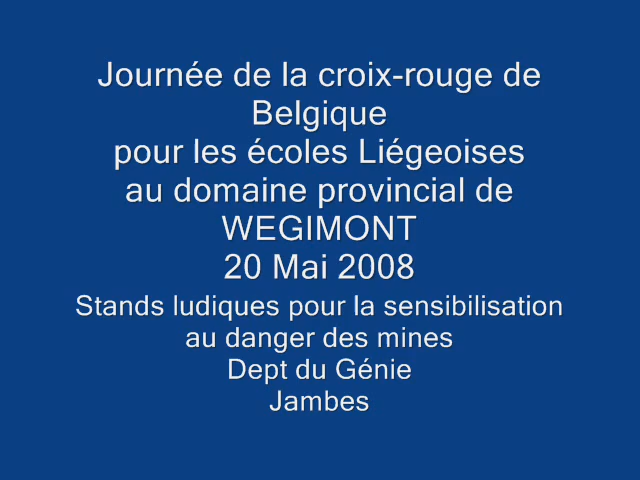 Journée de la croix-rouge de
Belgique
pour les écoles Liégeoises
au domaine provincial de
WEGIMONT
20 Mai 2008
Stands ludiques pour la sensibilisation
au danger des mines
Dept du Génie
Jambes